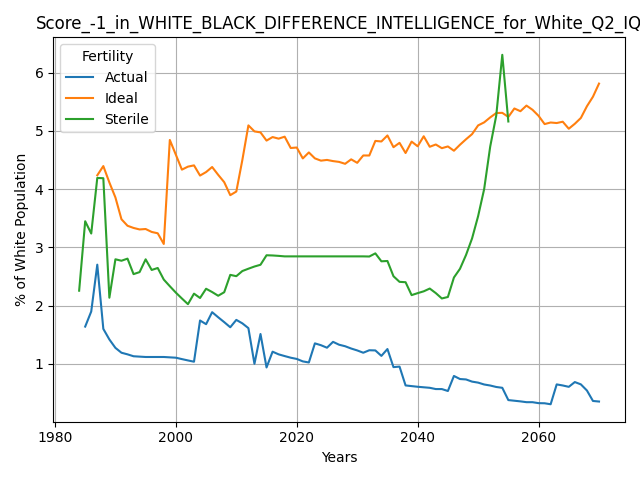 Score_-1_in_WHITE_BLACK_DIFFERENCE_INTELLIGENCE_for_White_Q2_IQ
Fertility
Actual
Ideal
Sterile
% of White Population
6
5
4
3
2
1
1980
2000
2020
2040
2060
Years